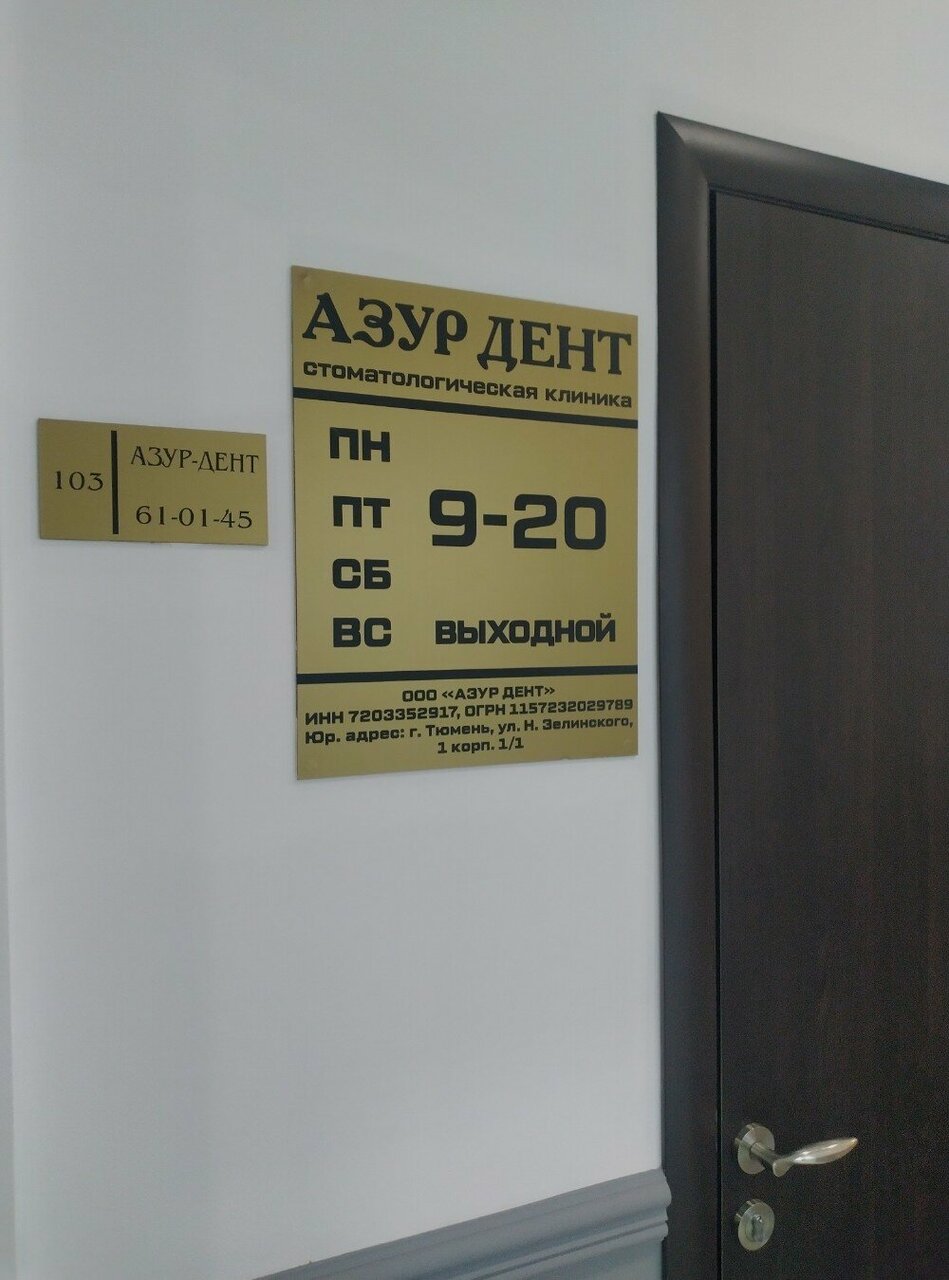 103
АЗУР-ДЕНТ
61-01-45
АЗУР ДЕНТ
стоматологическая клиника
ПН
ПТ 9-20
СБ
ВС выходной
ООО «АЗУР ДЕНТ»
ИНН 7203352917, ОГРН 1157232029789
Юр. адрес: г. Тюмень, ул. Н. Зелинского,
1 корп. 1/1